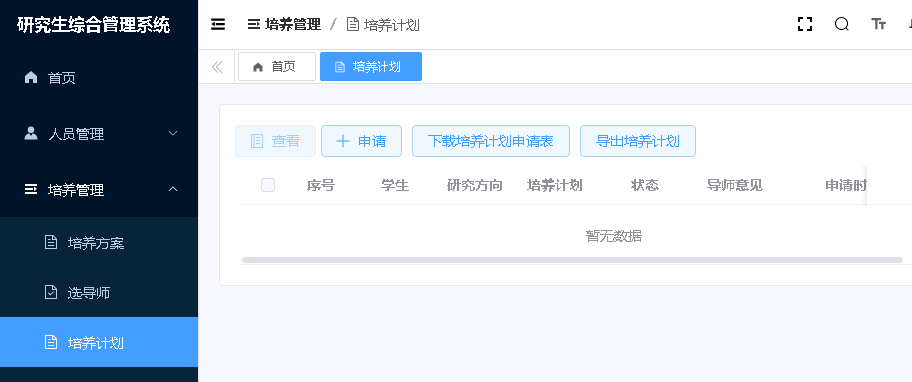 研究生综合管理系统
培养管理 / 培养计划
首页
首页 培养计划
人员管理
查看 申请 下载培养计划申请表 导出培养计划
培养管理
序号 学生 研究方向 培养计划 状态 导师意见 申请时
暂无数据
培养方案
选导师
培养计划